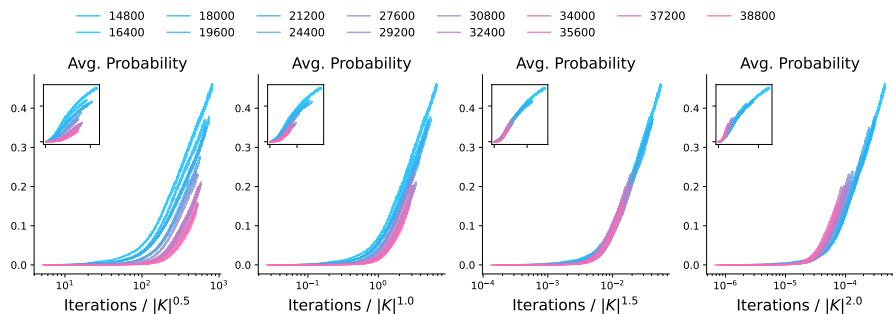 14800 18000 21200 27600 30800 34000 37200 38800
16400 19600 24400 29200 32400 35600
Avg. Probability Avg. Probability Avg. Probability Avg. Probability
0.4
0.3
0.2
0.1
0.0
10¹ 10² 10³ 10⁻¹ 10⁰ 10⁻⁴ 10⁻³ 10⁻² 10⁻¹ 10⁻⁶ 10⁻⁵ 10⁻⁴
Iterations / |K|⁰·⁵ Iterations / |K|¹·⁰ Iterations / |K|¹·⁵ Iterations / |K|²·⁰